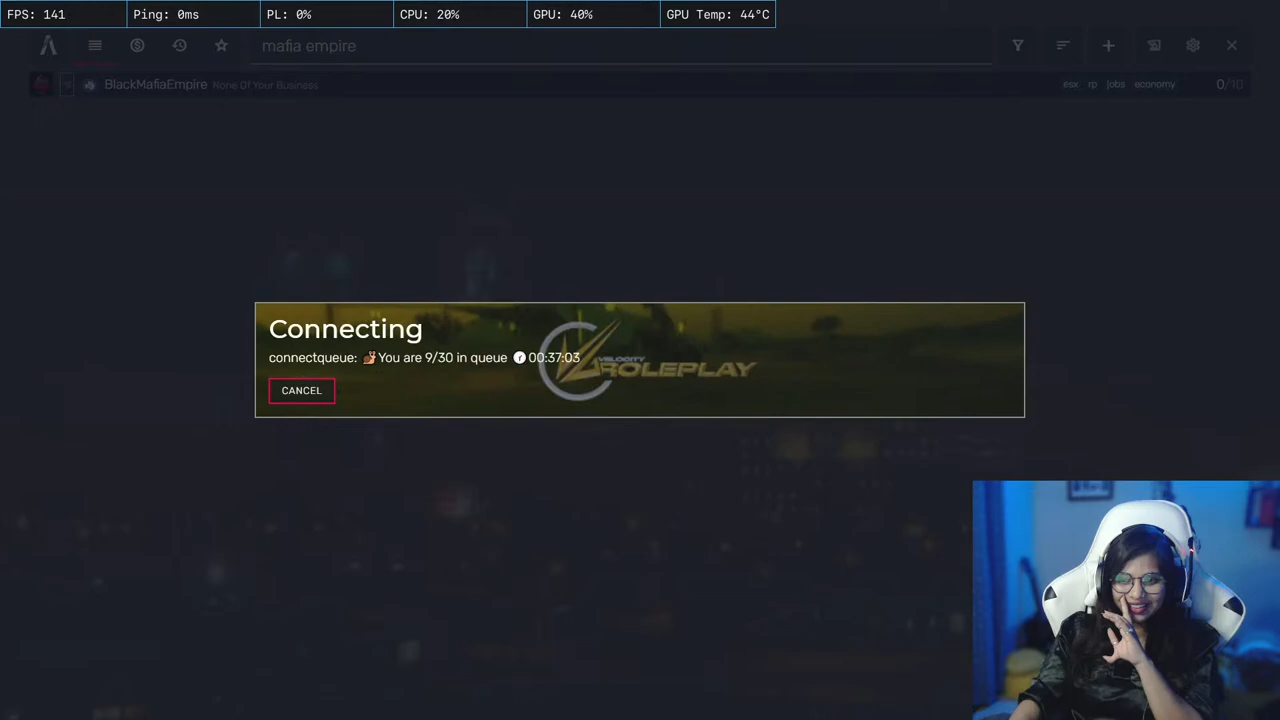 FPS: 141 Ping: 0ms PL: 0% CPU: 20% GPU: 40% GPU Temp: 44°C
mafia empire
BlackMafiaEmpire None Of Your Business esx rp jobs economy 0/10
Connecting
connectqueue: 🐌You are 9/30 in queue 🕜00:37:03
VELOCITY
ROLEPLAY
CANCEL